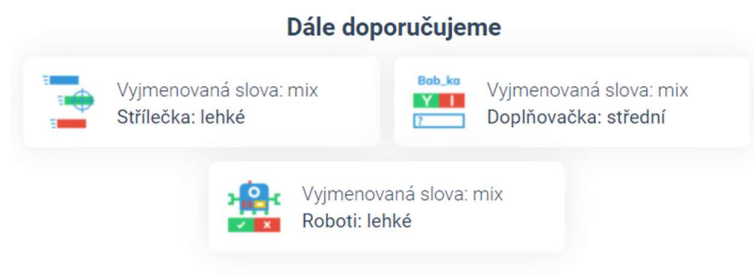 Dále doporučujeme
Vyjmenovaná slova: mix
Střílečka: lehké
Bab_ka
Y I
?
Vyjmenovaná slova: mix
Doplňovačka: střední
Vyjmenovaná slova: mix
Roboti: lehké